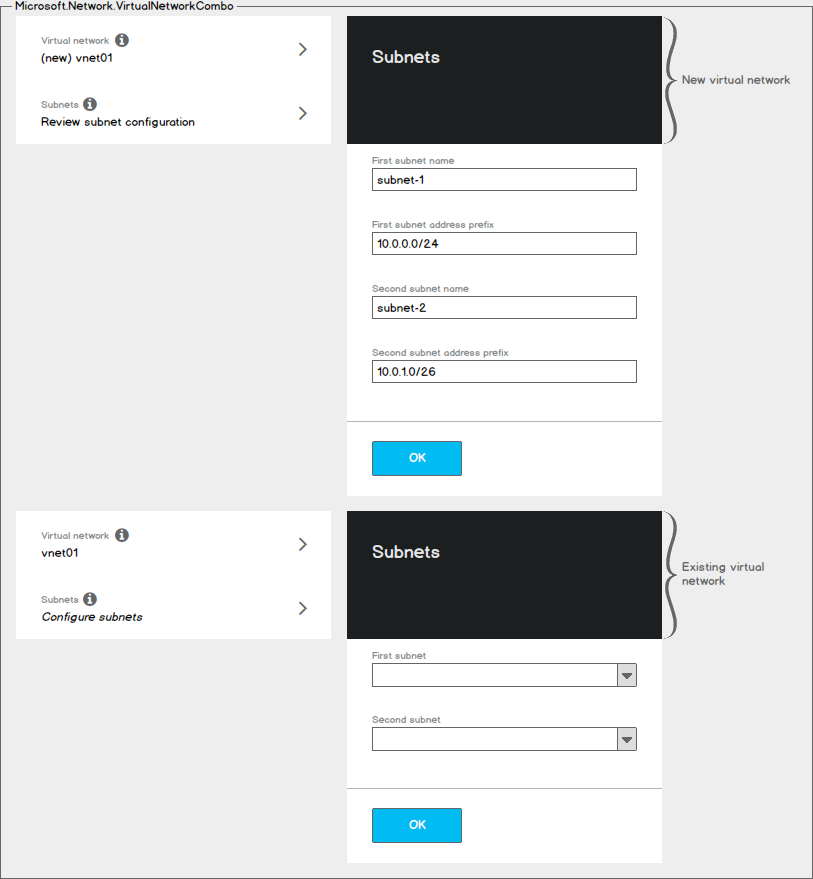 Microsoft.Network.VirtualNetworkCombo
Virtual network
(new) vnet01
Subnets
Review subnet configuration
Subnets
New virtual network
First subnet name
subnet-1
First subnet address prefix
10.0.0.0/24
Second subnet name
subnet-2
Second subnet address prefix
10.0.1.0/26
OK
Virtual network
vnet01
Subnets
Configure subnets
Subnets
Existing virtual
network
First subnet
Second subnet
OK